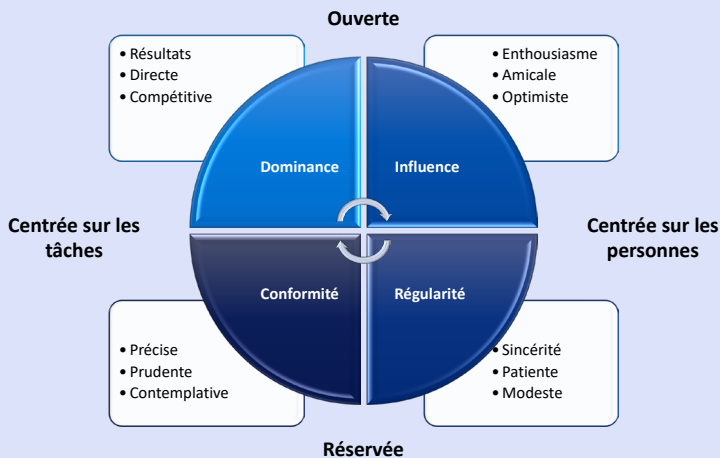 Ouverte
• Résultats
• Directe
• Compétitive
• Enthousiasme
• Amicale
• Optimiste
Dominance
Influence
Centrée sur les
tâches
Centrée sur les
personnes
Conformité
Régularité
• Précise
• Prudente
• Contemplative
• Sincérité
• Patiente
• Modeste
Réservée